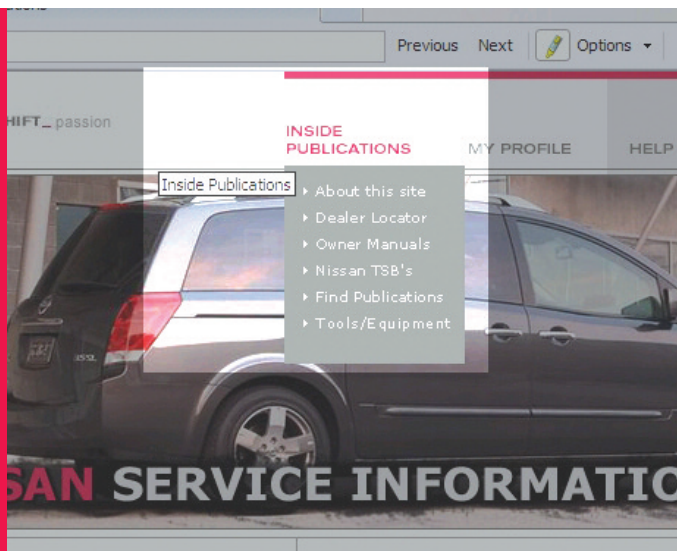 Previous Next Options
SHIFT_ passion
INSIDE
PUBLICATIONS MY PROFILE HELP
Inside Publications
About this site
Dealer Locator
Owner Manuals
Nissan TSB's
Find Publications
Tools/Equipment
SAN SERVICE INFORMATIO